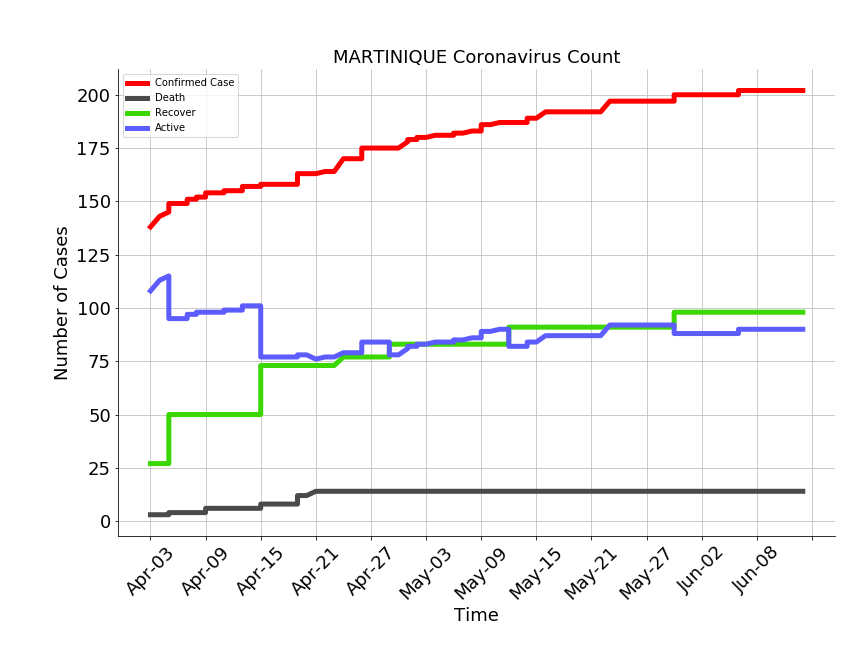 MARTINIQUE Coronavirus Count
Confirmed Case
Death
Recover
Active
Number of Cases
200
175
150
125
100
75
50
25
0
Apr-03
Apr-09
Apr-15
Apr-21
Apr-27
May-03
May-09
May-15
May-21
May-27
Jun-02
Jun-08
Time